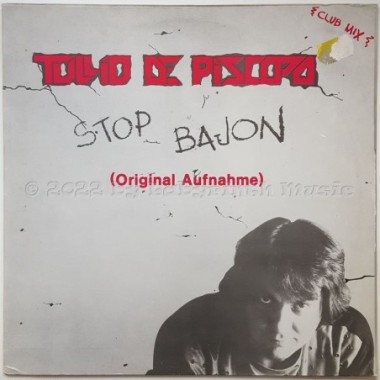 CLUB MIX
TULLIO DE PISCOPO
STOP BAJON
(Original Aufnahme)